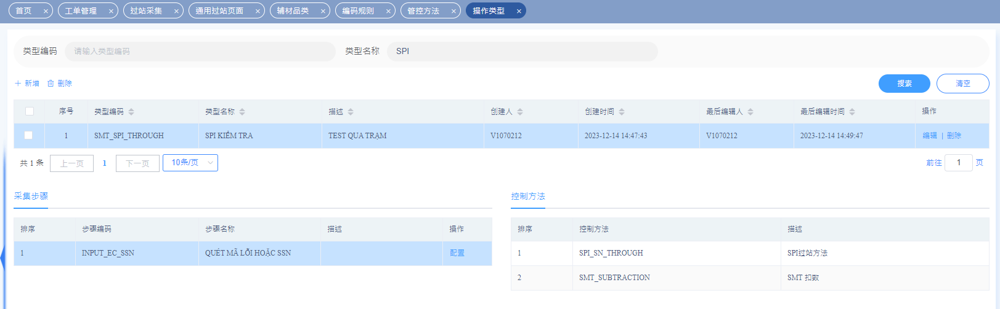 首页 × 工单管理 × 过站采集 × 通用过站页面 × 辅材品类 × 编码规则 × 管控方法 × 操作类型 ×
类型编码 请输入类型编码 类型名称 SPI
+ 新增 删除 搜索 清空
序号 类型编码 类型名称 描述 创建人 创建时间 最后编辑人 最后编辑时间 操作
1 SMT_SPI_THROUGH SPI KIỂM TRA TEST QUA TRẠM V1070212 2023-12-14 14:47:43 V1070212 2023-12-14 14:49:47 编辑 | 删除
共 1 条 上一页 1 下一页 10条/页 前往 1 页
采集步骤 控制方法
排序 步骤编码 步骤名称 描述 操作
1 INPUT_EC_SSN QUÉT MÃ LỖI HOẶC SSN 配置
排序 控制方法 描述
1 SPI_SN_THROUGH SPI过站方法
2 SMT_SUBTRACTION SMT 扣数